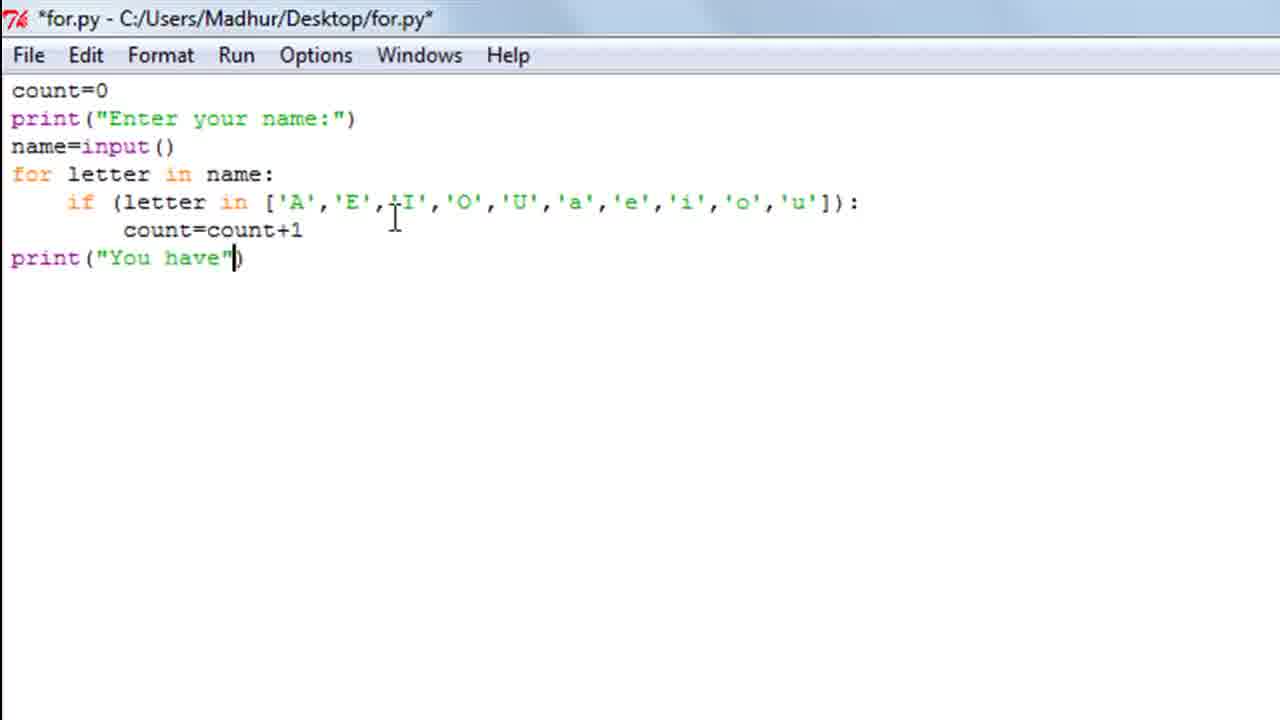 *for.py - C:/Users/Madhur/Desktop/for.py*
File Edit Format Run Options Windows Help
count=0
print("Enter your name:")
name=input()
for letter in name:
    if (letter in ['A','E','I','O','U','a','e','i','o','u']):
        count=count+1
print("You have")